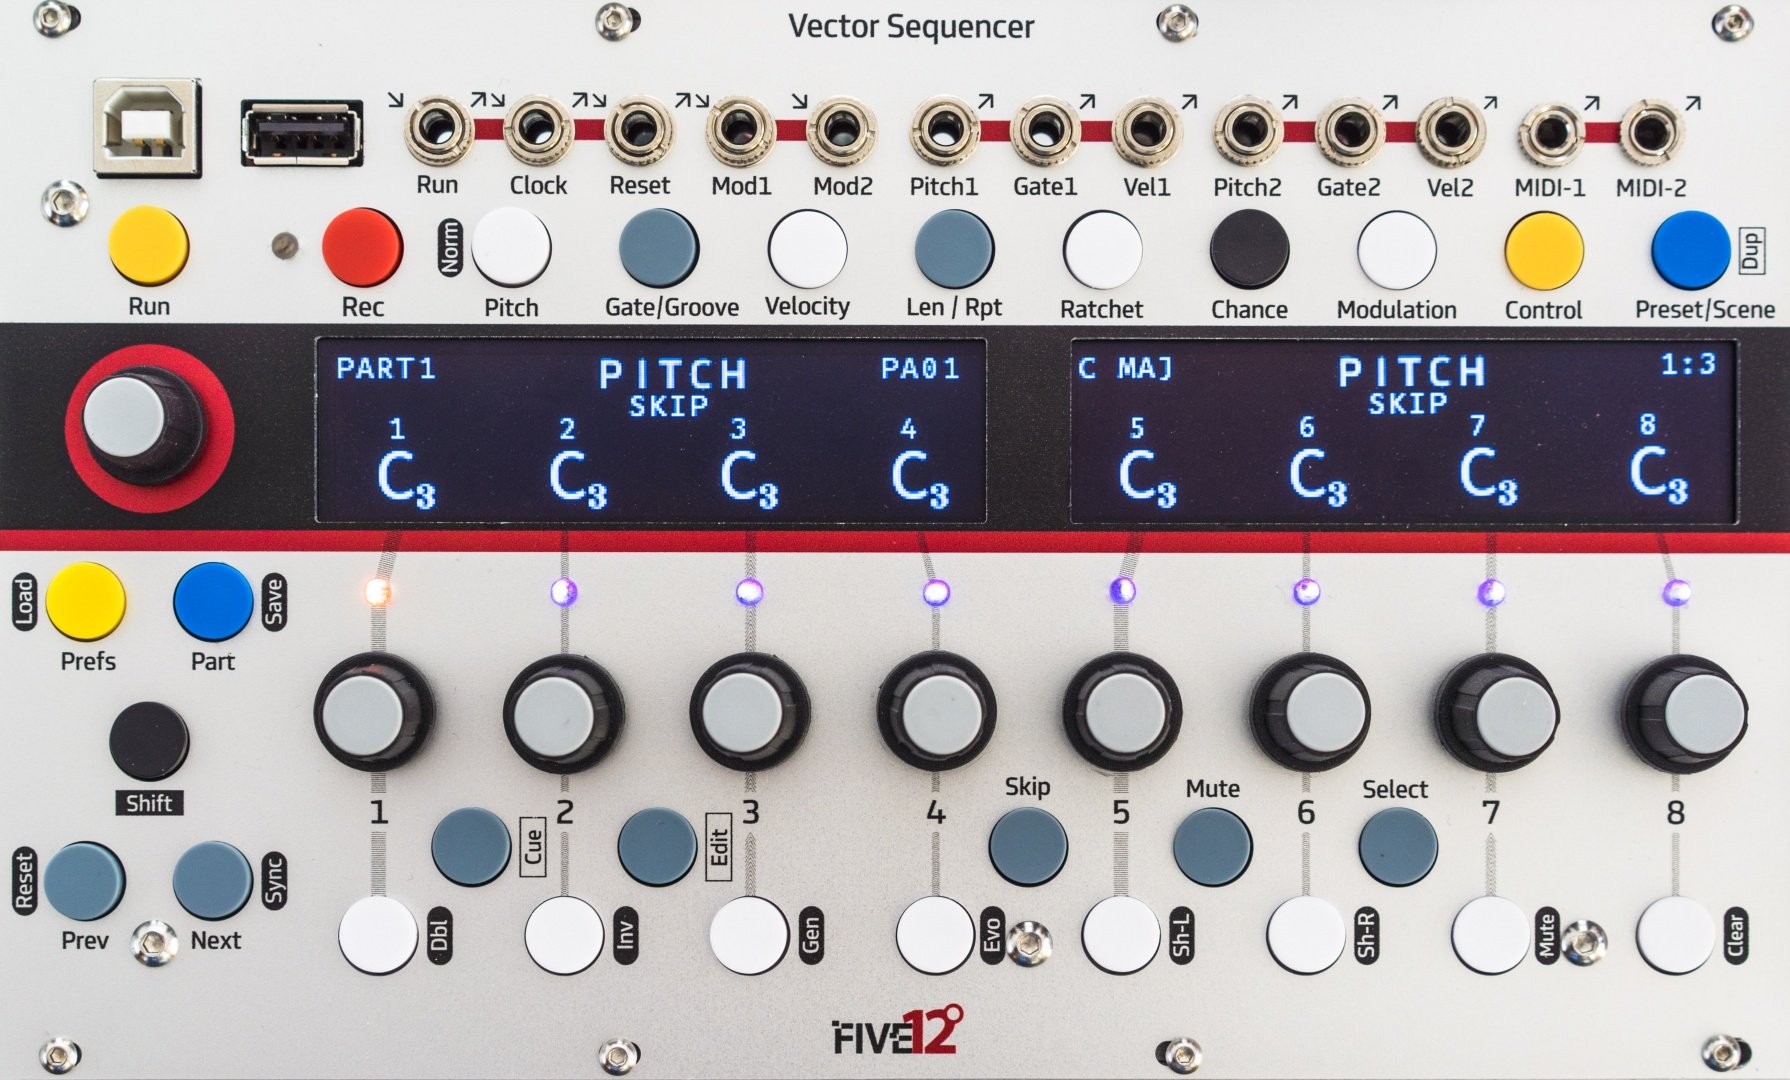 Vector Sequencer
Run Clock Reset Mod1 Mod2 Pitch1 Gate1 Vel1 Pitch2 Gate2 Vel2 MIDI-1 MIDI-2
Norm Dup
Run Rec Pitch Gate/Groove Velocity Len / Rpt Ratchet Chance Modulation Control Preset/Scene
PART1 PITCH PA01 C MAJ PITCH 1:3
SKIP SKIP
1 2 3 4 5 6 7 8
C3 C3 C3 C3 C3 C3 C3 C3
Load Save
Prefs Part
Shift
Skip Mute Select
1 2 3 4 5 6 7 8
Cue Edit
Reset Sync
Prev Next
Dbl Inv Gen Evo Sh-L Sh-R Mute Clear
FIVE12